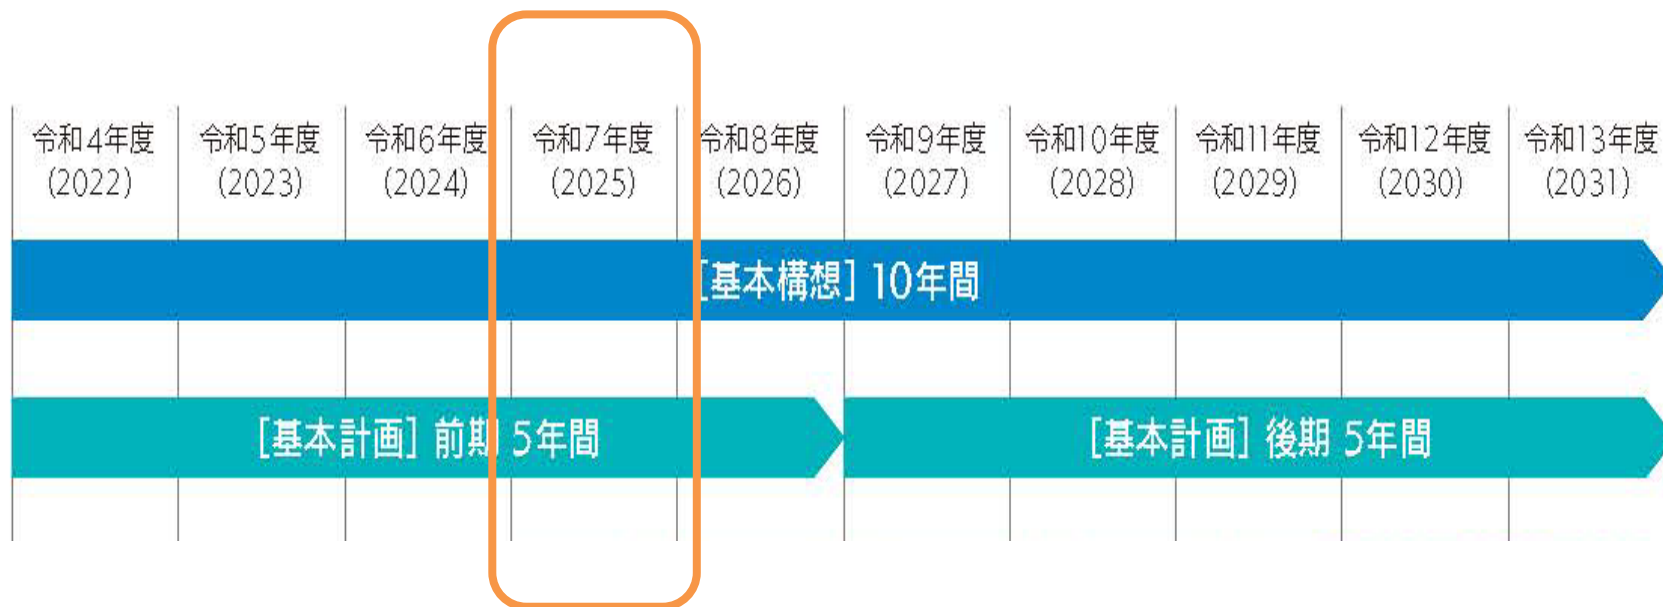 令和4年度
(2022)
令和5年度
(2023)
令和6年度
(2024)
令和7年度
(2025)
令和8年度
(2026)
令和9年度
(2027)
令和10年度
(2028)
令和11年度
(2029)
令和12年度
(2030)
令和13年度
(2031)
[基本構想] 10年間
[基本計画] 前期 5年間
[基本計画] 後期 5年間